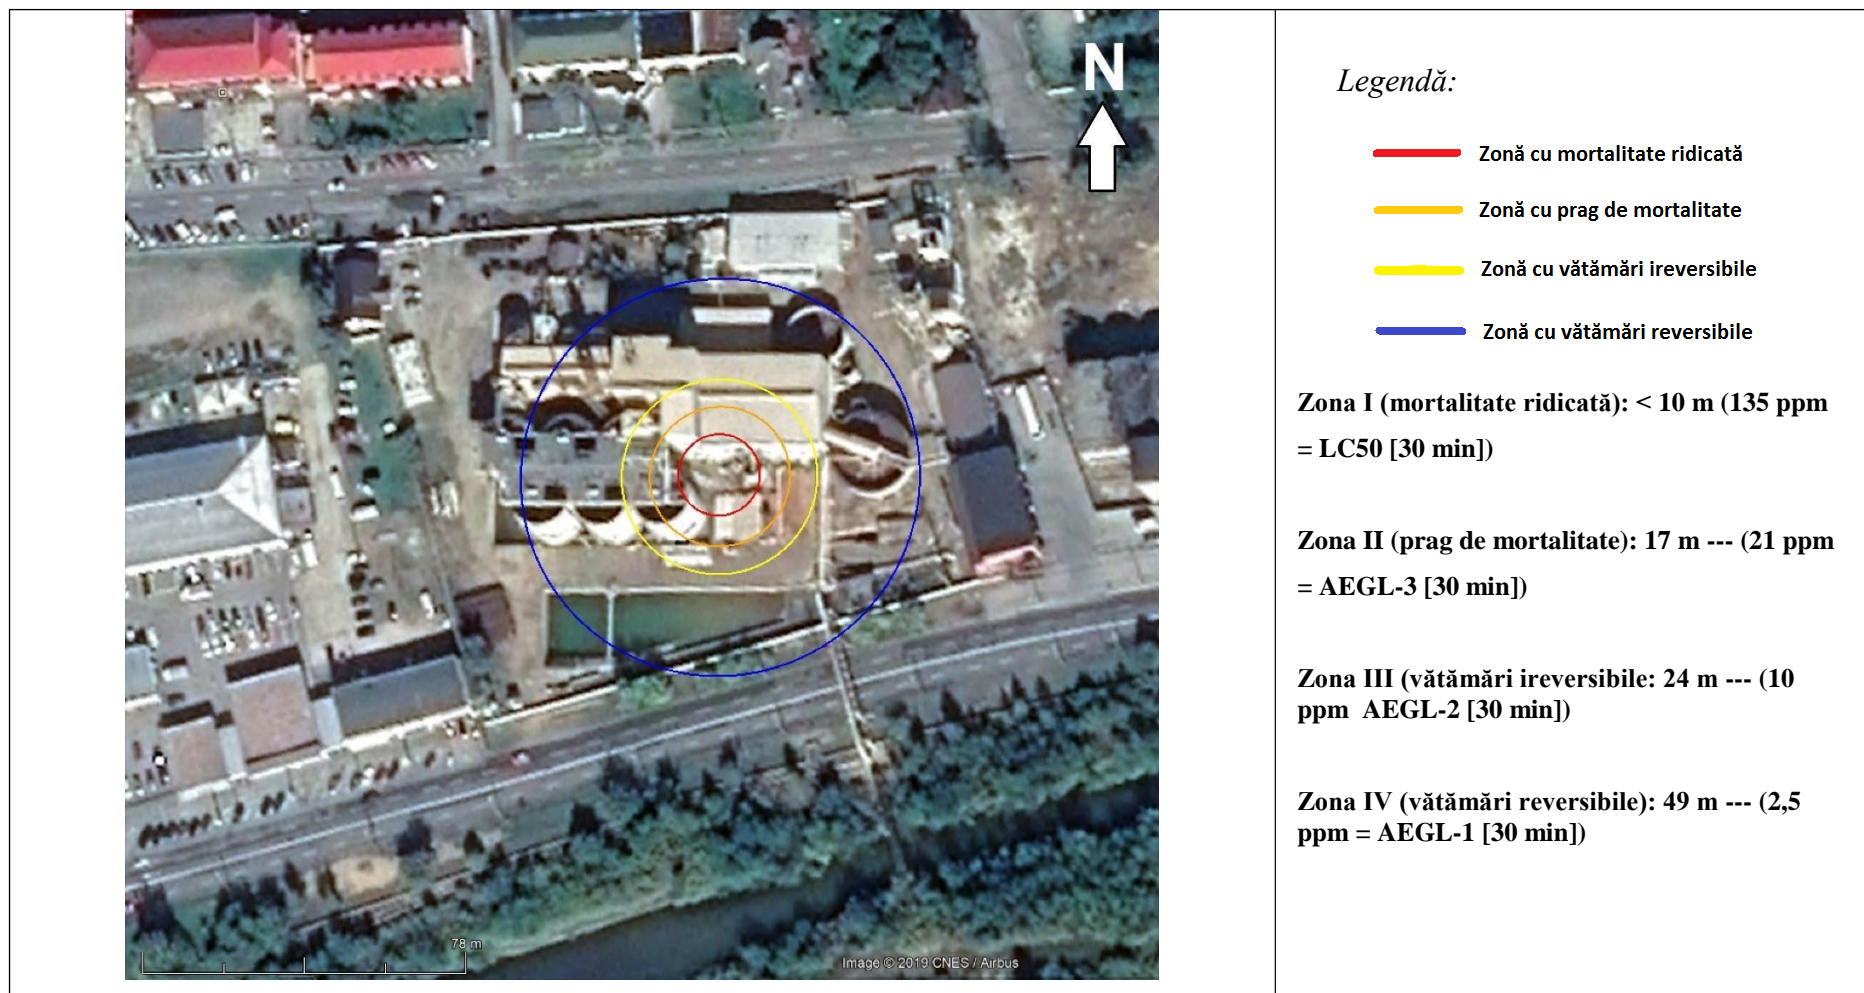 N
78 m
Image © 2019 CNES / Airbus
Legendă:
Zonă cu mortalitate ridicată
Zonă cu prag de mortalitate
Zonă cu vătămări ireversibile
Zonă cu vătămări reversibile
Zona I (mortalitate ridicată): < 10 m (135 ppm
= LC50 [30 min])
Zona II (prag de mortalitate): 17 m --- (21 ppm
= AEGL-3 [30 min])
Zona III (vătămări ireversibile: 24 m --- (10
ppm  AEGL-2 [30 min])
Zona IV (vătămări reversibile): 49 m --- (2,5
ppm = AEGL-1 [30 min])